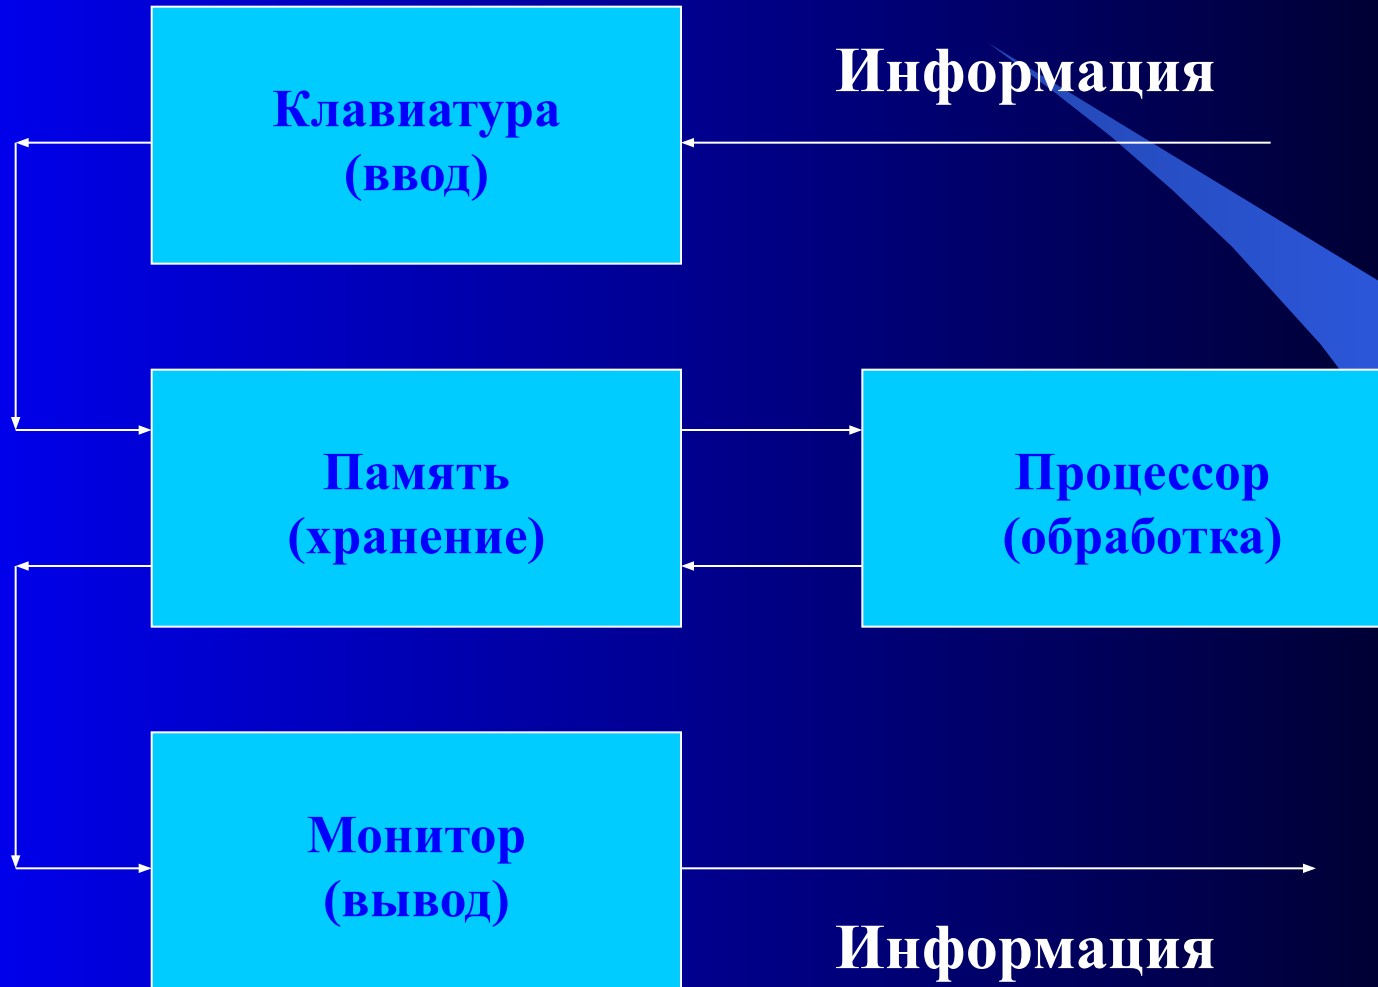 Информация
Клавиатура
(ввод)
Память
(хранение)
Процессор
(обработка)
Монитор
(вывод)
Информация